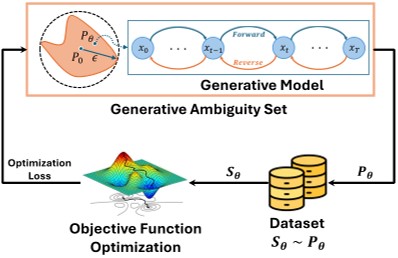 P_θ
P_0 ϵ
x_0 ... x_{t-1} x_t ... x_T
Forward
Reverse
Generative Model
Generative Ambiguity Set
Optimization
Loss
S_θ
P_θ
Objective Function
Optimization
Dataset
S_θ ~ P_θ